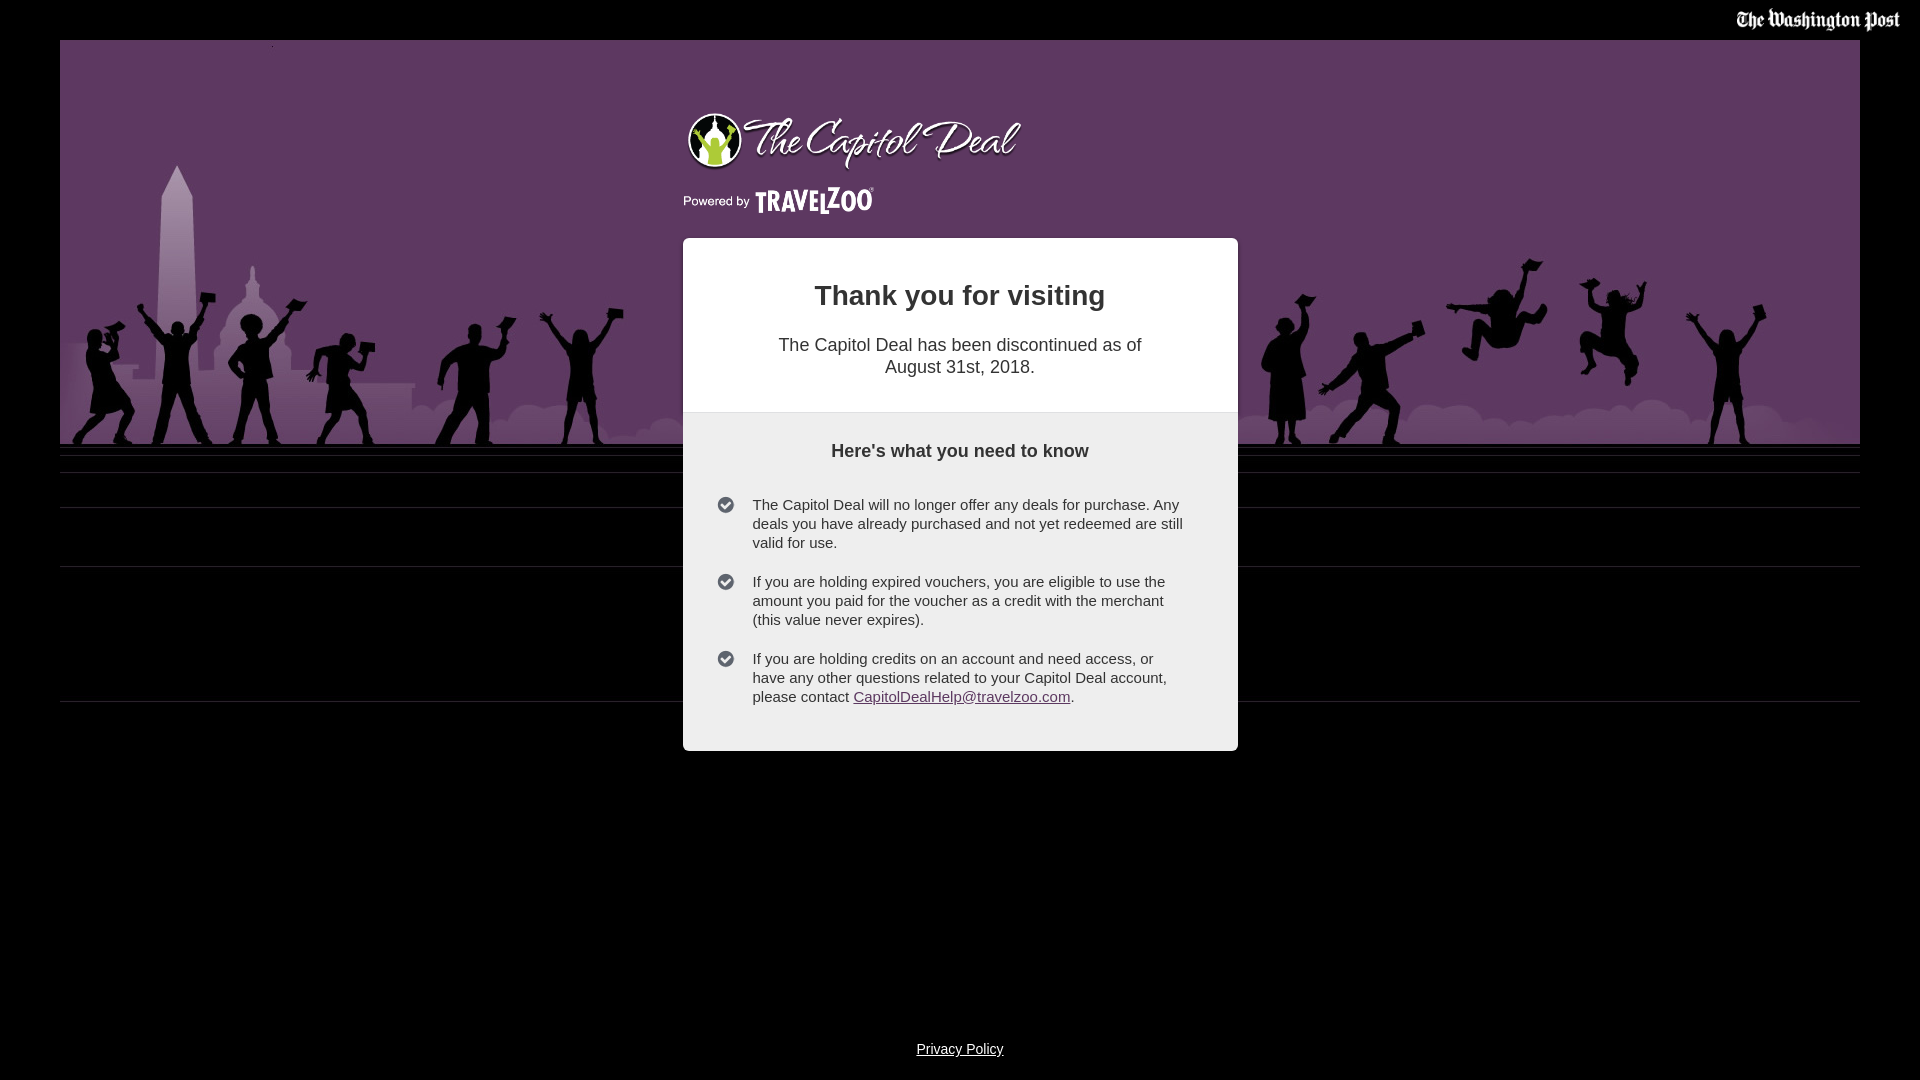 The Washington Post
The Capitol Deal
Powered by TRAVELZOO®
Thank you for visiting
The Capitol Deal has been discontinued as of
August 31st, 2018.
Here's what you need to know
The Capitol Deal will no longer offer any deals for purchase. Any
deals you have already purchased and not yet redeemed are still
valid for use.
If you are holding expired vouchers, you are eligible to use the
amount you paid for the voucher as a credit with the merchant
(this value never expires).
If you are holding credits on an account and need access, or
have any other questions related to your Capitol Deal account,
please contact CapitolDealHelp@travelzoo.com.
Privacy Policy